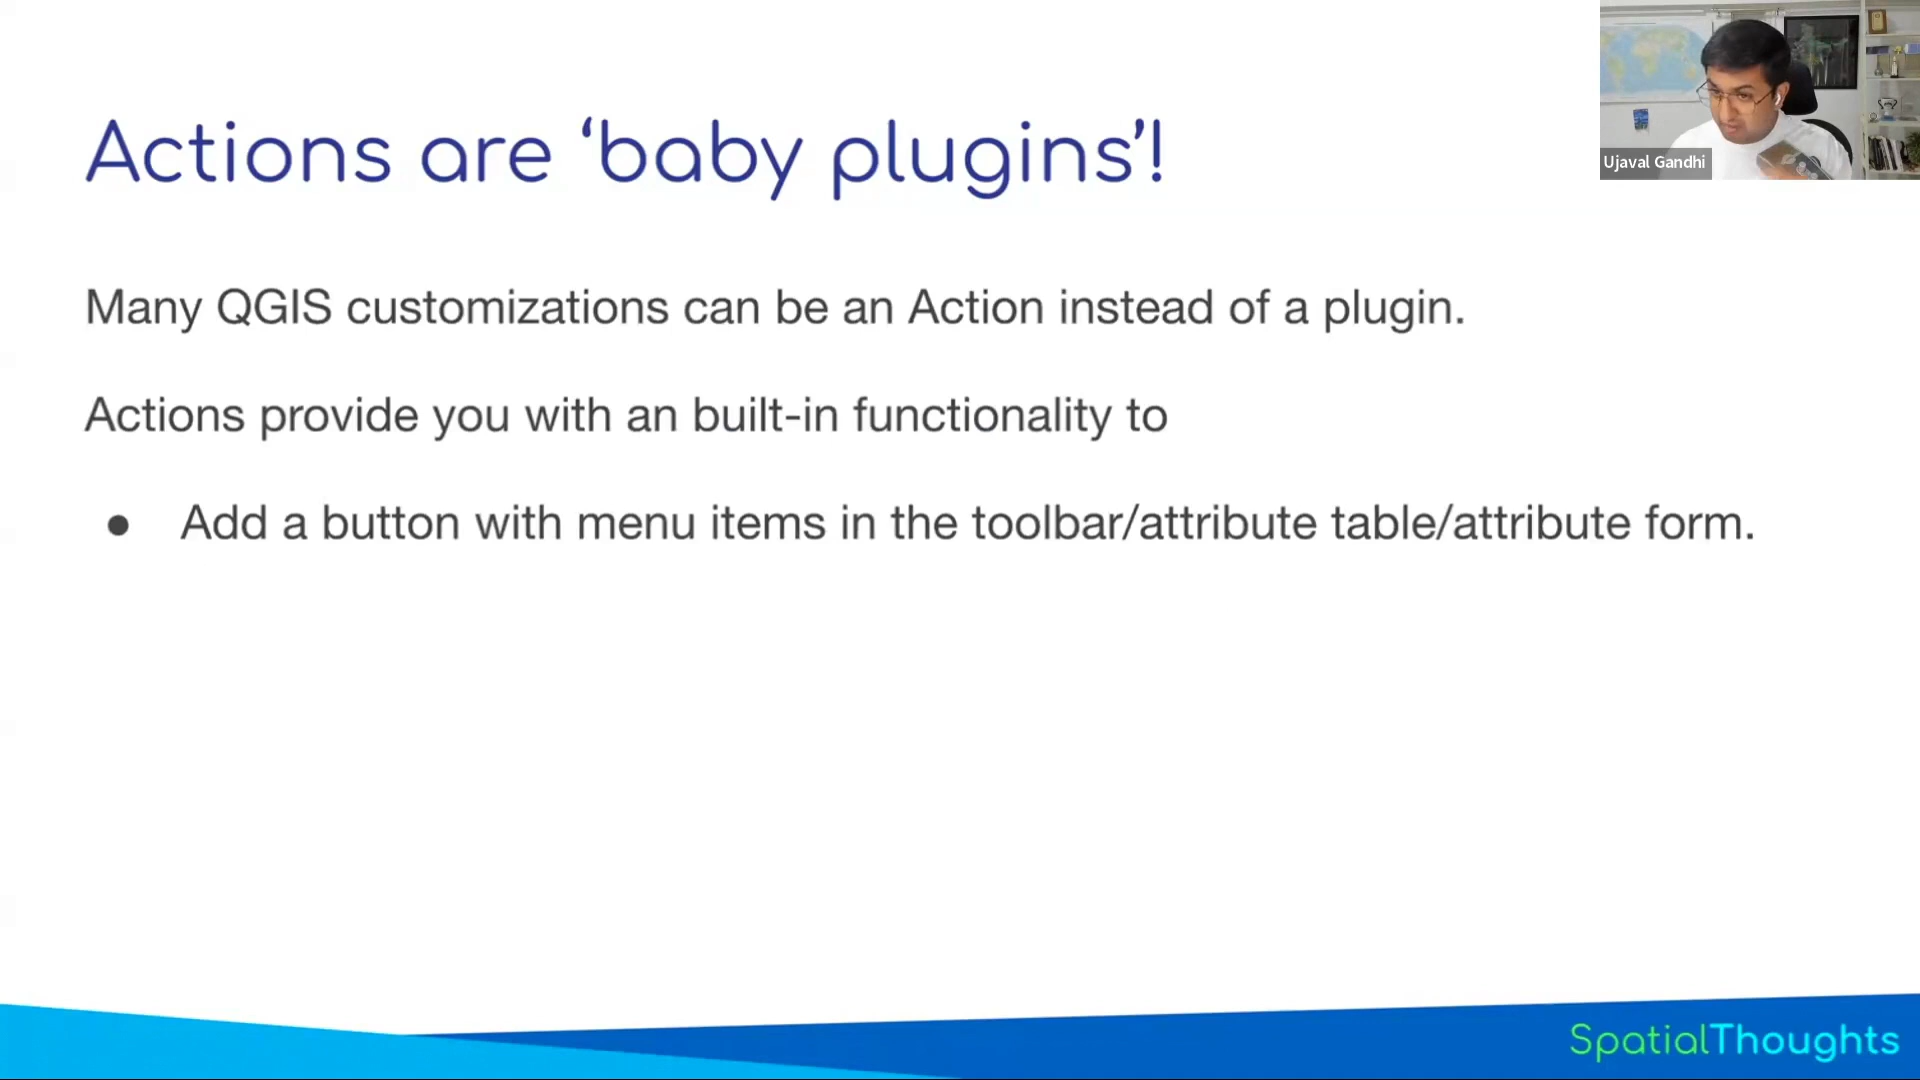 Actions are ‘baby plugins’!
Ujaval Gandhi
Many QGIS customizations can be an Action instead of a plugin.
Actions provide you with an built-in functionality to
● Add a button with menu items in the toolbar/attribute table/attribute form.
SpatialThoughts